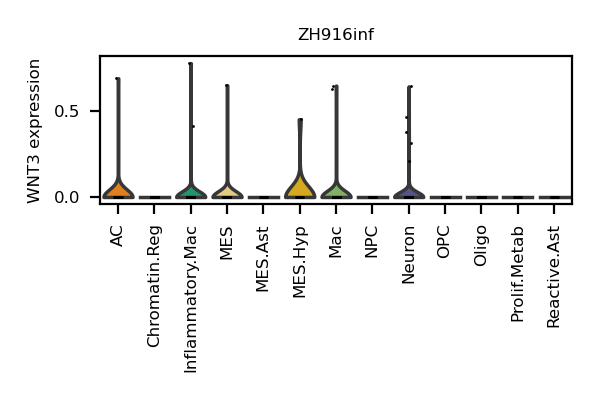 ZH916inf
WNT3 expression
0.5
0.0
AC
Chromatin.Reg
Inflammatory.Mac
MES
MES.Ast
MES.Hyp
Mac
NPC
Neuron
OPC
Oligo
Prolif.Metab
Reactive.Ast